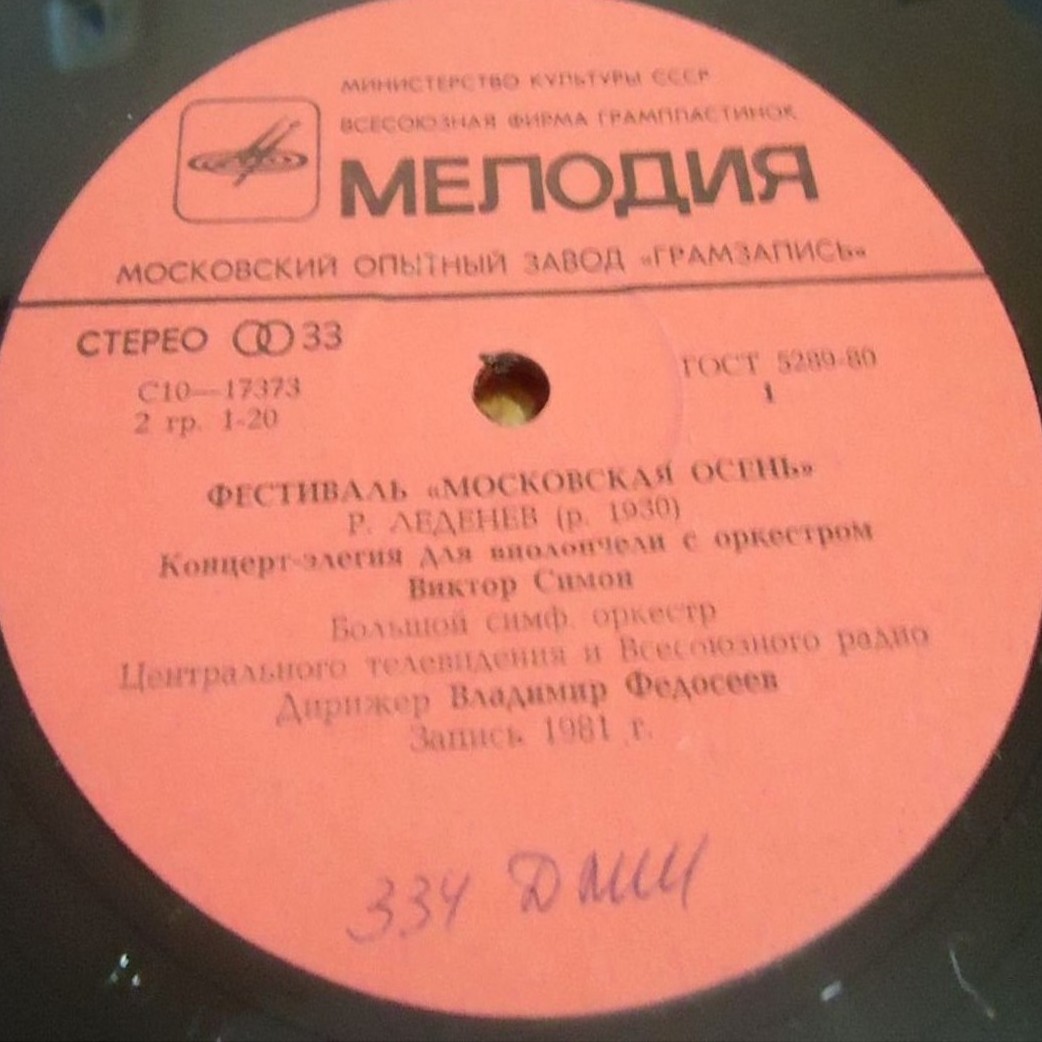 МИНИСТЕРСТВО КУЛЬТУРЫ СССР
ВСЕСОЮЗНАЯ ФИРМА ГРАМПЛАСТИНОК
МЕЛОДИЯ
МОСКОВСКИЙ ОПЫТНЫЙ ЗАВОД «ГРАМЗАПИСЬ»
СТЕРЕО 33
ГОСТ 5289-80
С10—17373
1
2 гр. 1-20
ФЕСТИВАЛЬ «МОСКОВСКАЯ ОСЕНЬ»
Р. ЛЕДЕНЕВ (р. 1930)
Концерт-элегия для виолончели с оркестром
Виктор Симон
Большой симф. оркестр
Центрального телевидения и Всесоюзного радио
Дирижер Владимир Федосеев
Запись 1981 г.
334